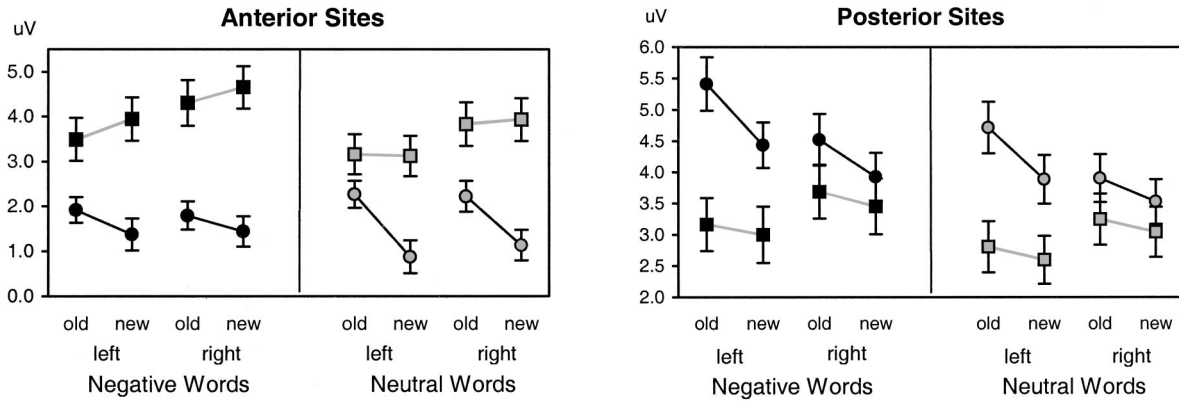 Anterior Sites
uV
5.0
4.0
3.0
2.0
1.0
0.0
old new old new
left right
Negative Words
old new old new
left right
Neutral Words
Posterior Sites
uV
6.0
5.5
5.0
4.5
4.0
3.5
3.0
2.5
2.0
old new old new
left right
Negative Words
old new old new
left right
Neutral Words